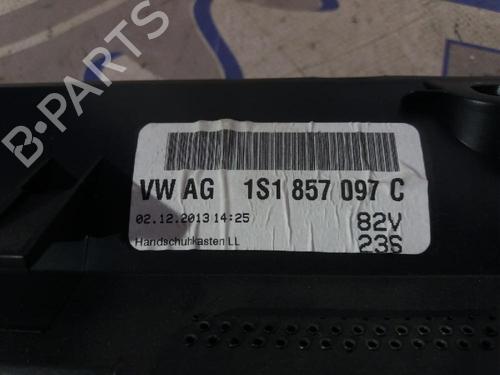 B-PARTS
VW AG 1S1 857 097 C
02.12.2013 14:25 82V
Handschuhkasten LL 236